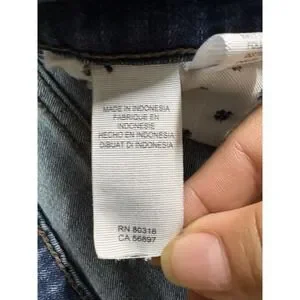 MADE IN INDONESIA
FABRIQUE EN
INDONESIE
HECHO EN INDONESIA
DIBUAT DI INDONESIA
RN 80318
CA 56897